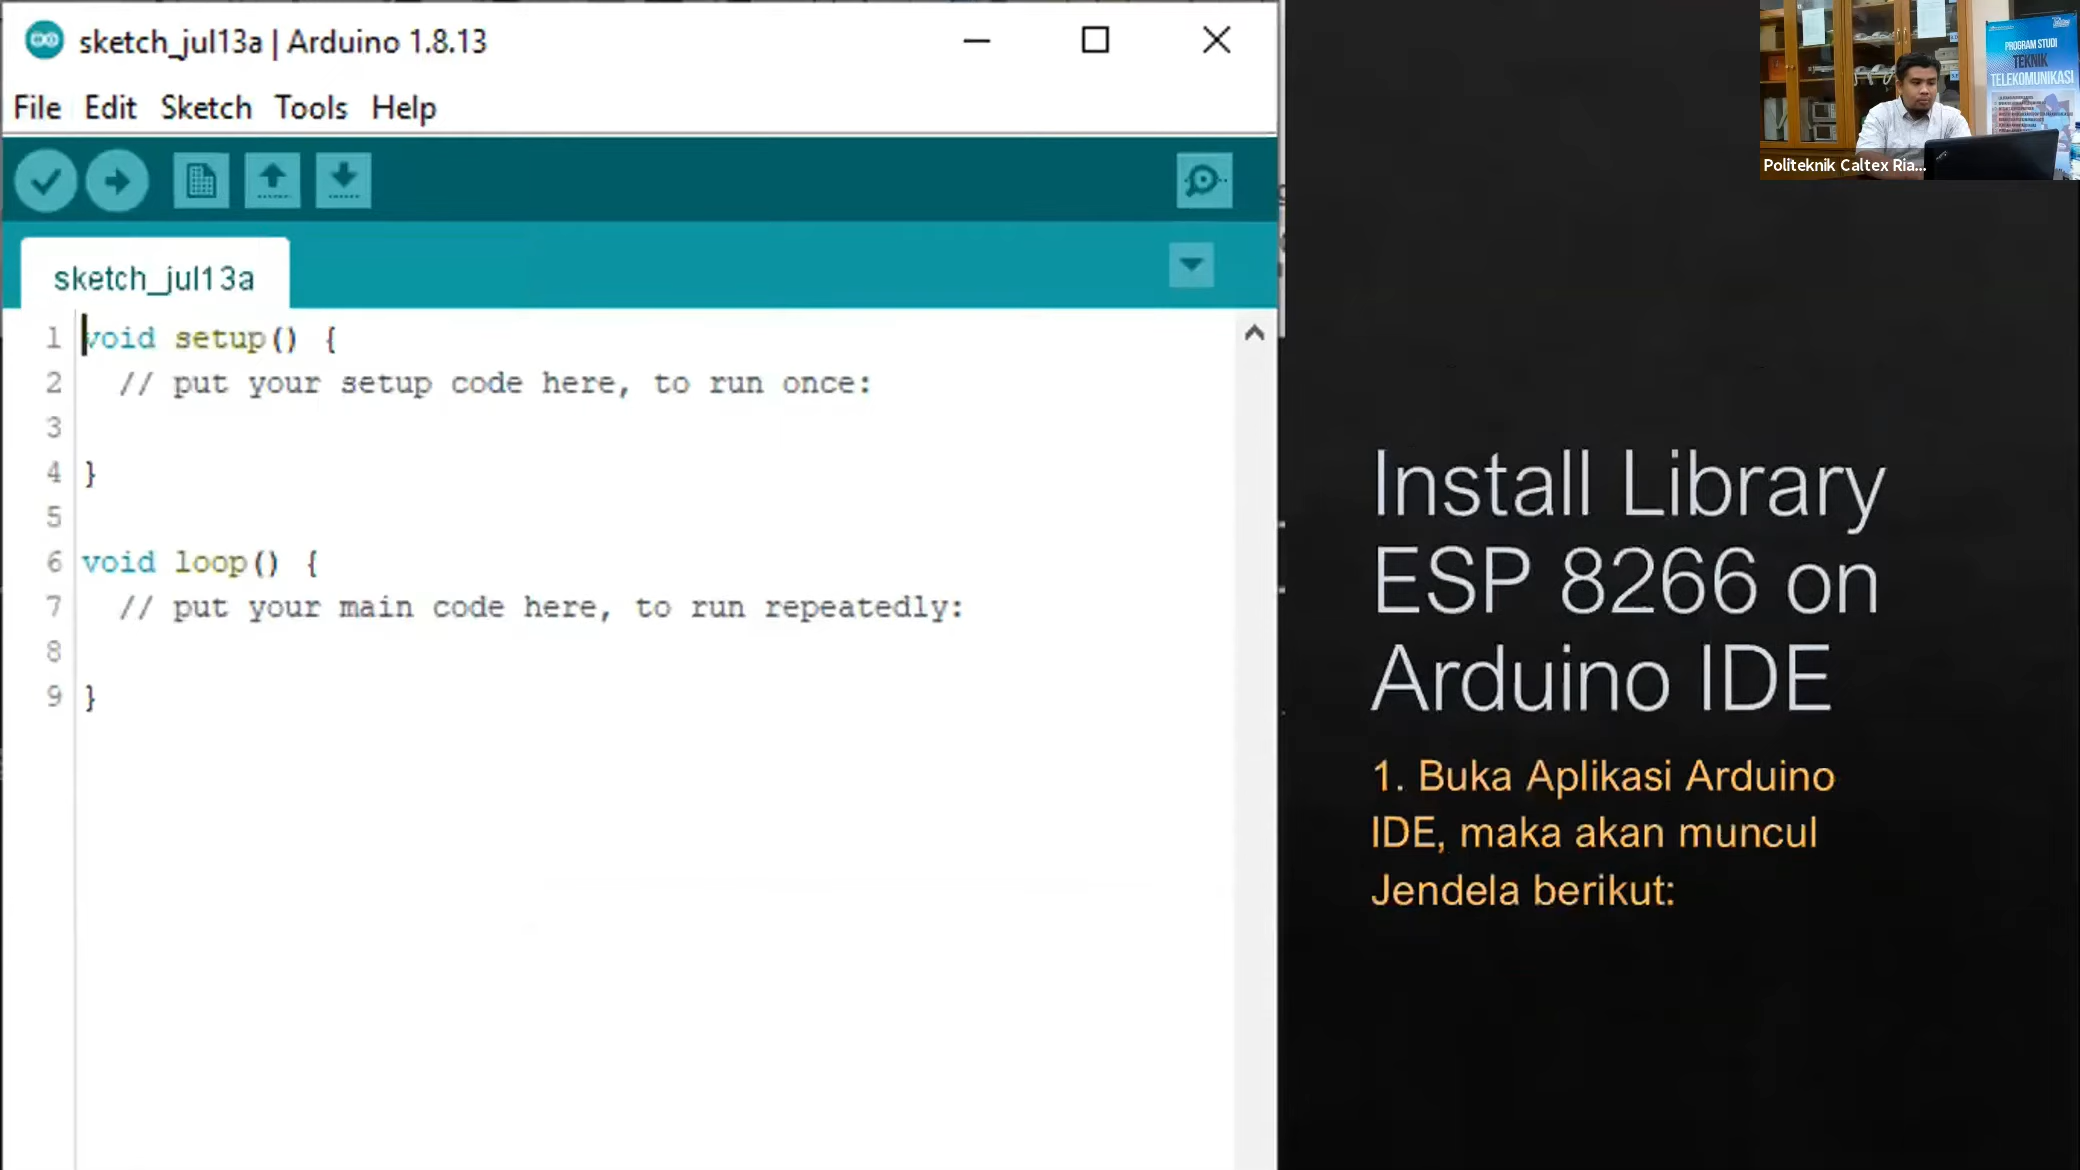 sketch_jul13a | Arduino 1.8.13
File Edit Sketch Tools Help
sketch_jul13a
1 void setup() {
2 // put your setup code here, to run once:
3
4 }
5
6 void loop() {
7 // put your main code here, to run repeatedly:
8
9 }
Install Library
ESP 8266 on
Arduino IDE
1. Buka Aplikasi Arduino
IDE, maka akan muncul
Jendela berikut:
PROGRAM STUDI
TEKNIK
TELEKOMUNIKASI
Politeknik Caltex Ria...